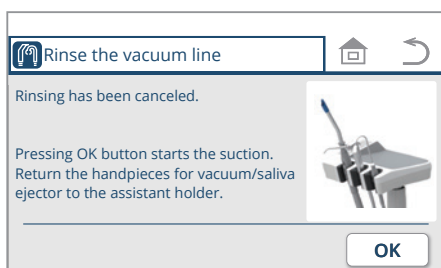 Rinse the vacuum line
Rinsing has been canceled.
Pressing OK button starts the suction.
Return the handpieces for vacuum/saliva
ejector to the assistant holder.
OK